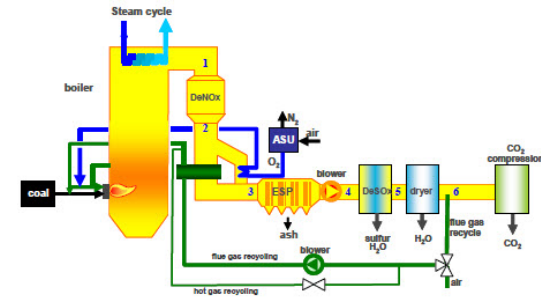 Steam cycle
boiler
1
DeNOx
2
N2
ASU
air
O2
coal
3
ESP
blower
4
DeSOx
5
dryer
6
CO2
compression
ash
sulfur
H2O
H2O
flue gas
recycle
CO2
blower
flue gas recycling
hot gas recycling
air